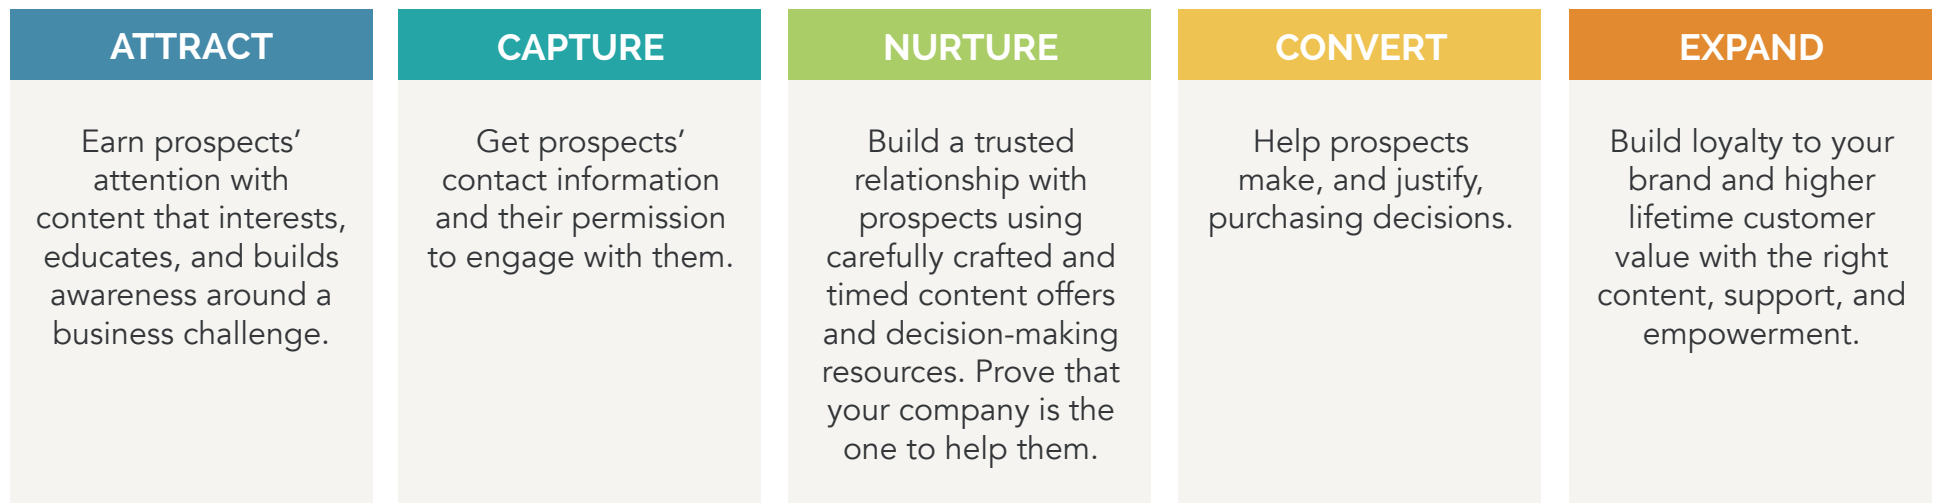 ATTRACT
Earn prospects’
attention with
content that interests,
educates, and builds
awareness around a
business challenge.
CAPTURE
Get prospects’
contact information
and their permission
to engage with them.
NURTURE
Build a trusted
relationship with
prospects using
carefully crafted and
timed content offers
and decision-making
resources. Prove that
your company is the
one to help them.
CONVERT
Help prospects
make, and justify,
purchasing decisions.
EXPAND
Build loyalty to your
brand and higher
lifetime customer
value with the right
content, support, and
empowerment.